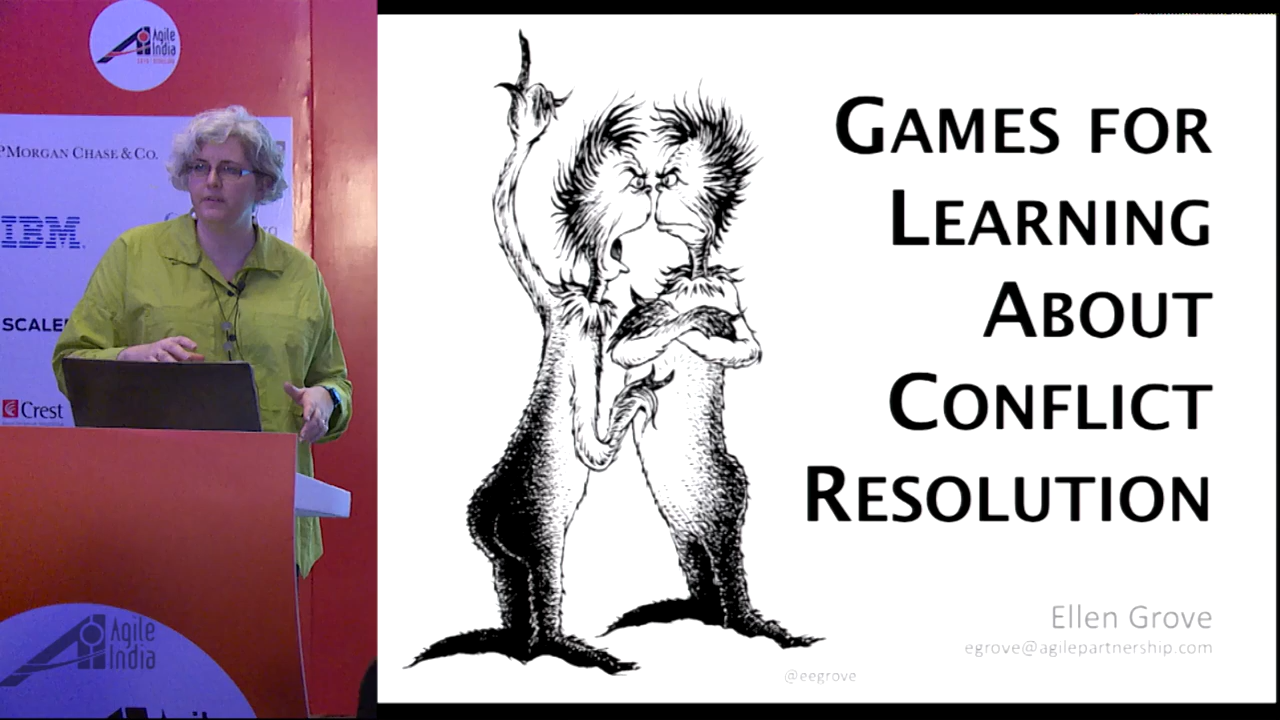 Agile
India
P MORGAN CHASE & CO.
IBM
SCALE
Crest
Agile
India
GAMES FOR
LEARNING
ABOUT
CONFLICT
RESOLUTION
Ellen Grove
egrove@agilepartnership.com
@eegrove